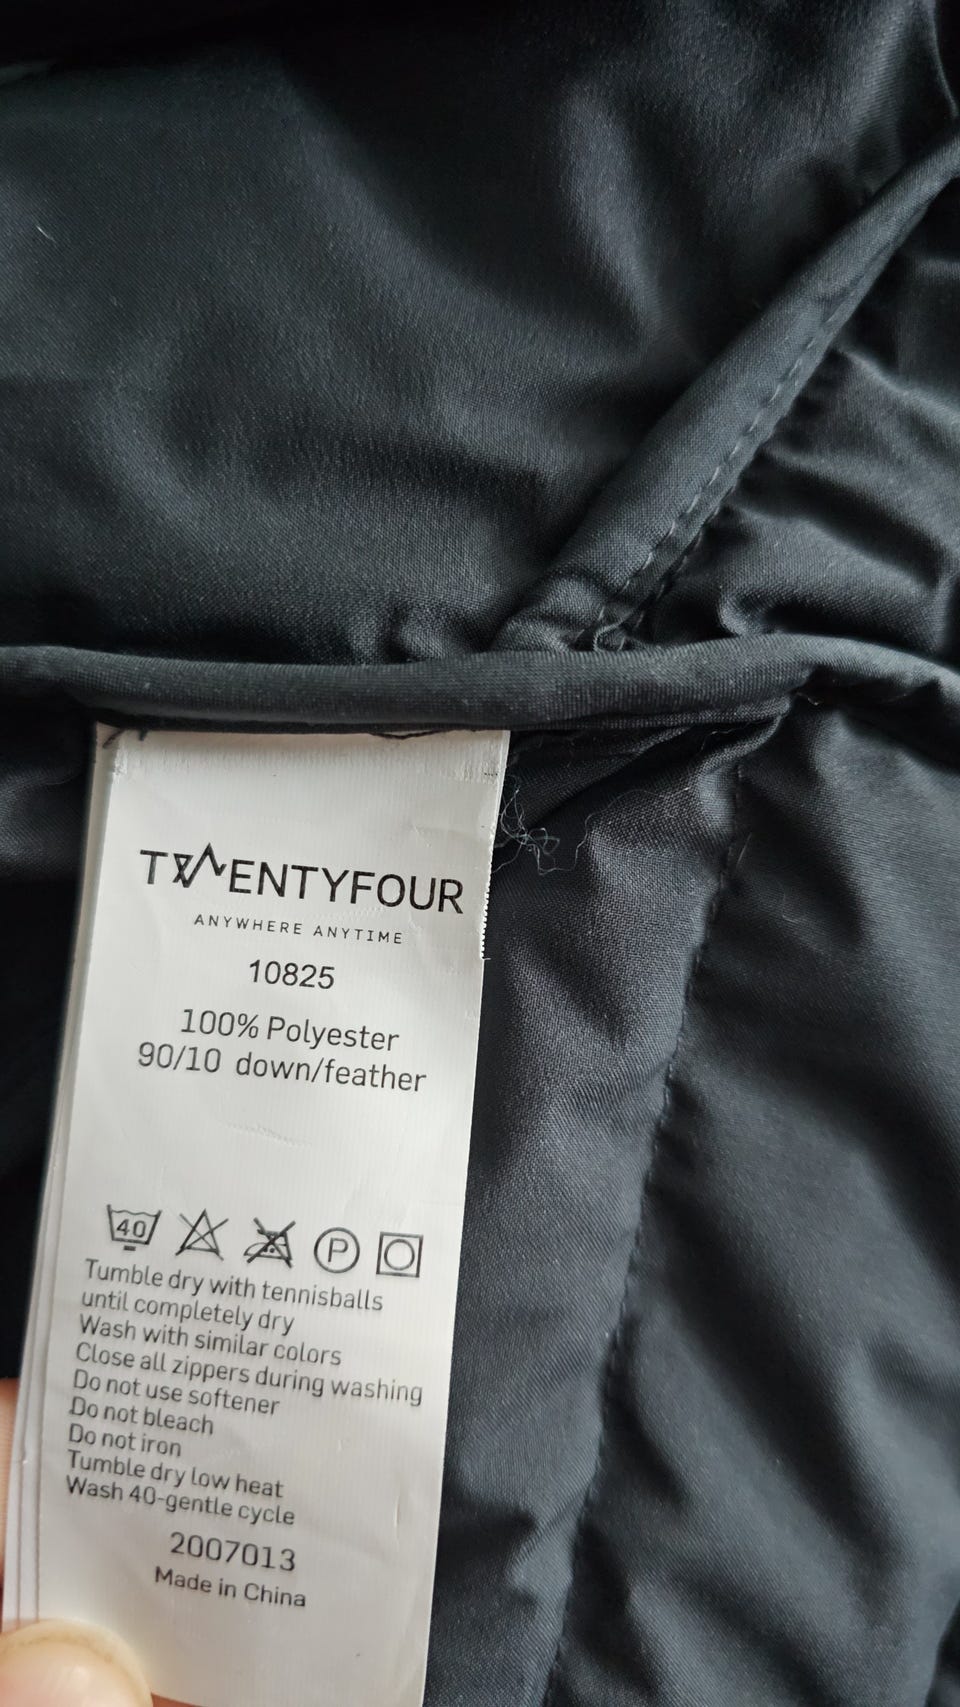 TWENTYFOUR
ANYWHERE ANYTIME
10825
100% Polyester
90/10 down/feather
40 P
Tumble dry with tennisballs
until completely dry
Wash with similar colors
Close all zippers during washing
Do not use softener
Do not bleach
Do not iron
Tumble dry low heat
Wash 40-gentle cycle
2007013
Made in China